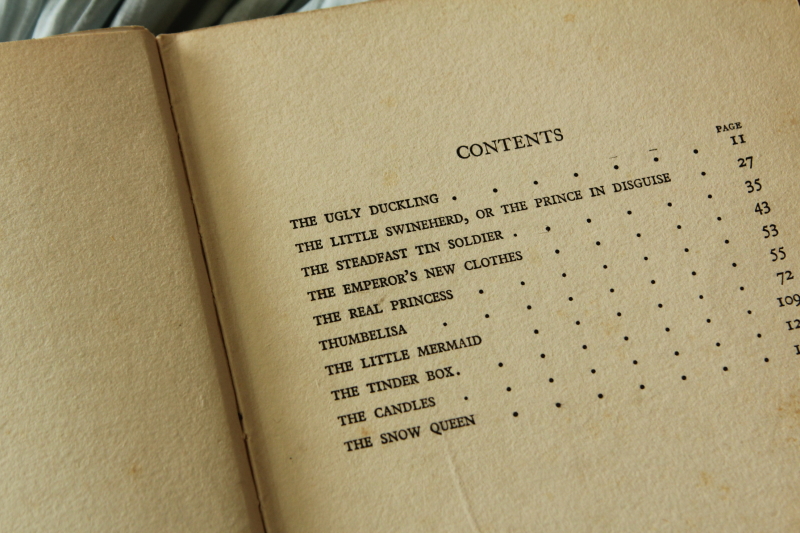 CONTENTS
PAGE
THE UGLY DUCKLING . . . . . . . 11
THE LITTLE SWINEHERD, OR THE PRINCE IN DISGUISE . 27
THE STEADFAST TIN SOLDIER . . . . . . 35
THE EMPEROR'S NEW CLOTHES . . . . . 43
THE REAL PRINCESS . . . . . . . 53
THUMBELISA . . . . . . . . 55
THE LITTLE MERMAID . . . . . . 72
THE TINDER BOX. . . . . . . . 109
THE CANDLES . . . . . . . .
THE SNOW QUEEN . . . . . . .